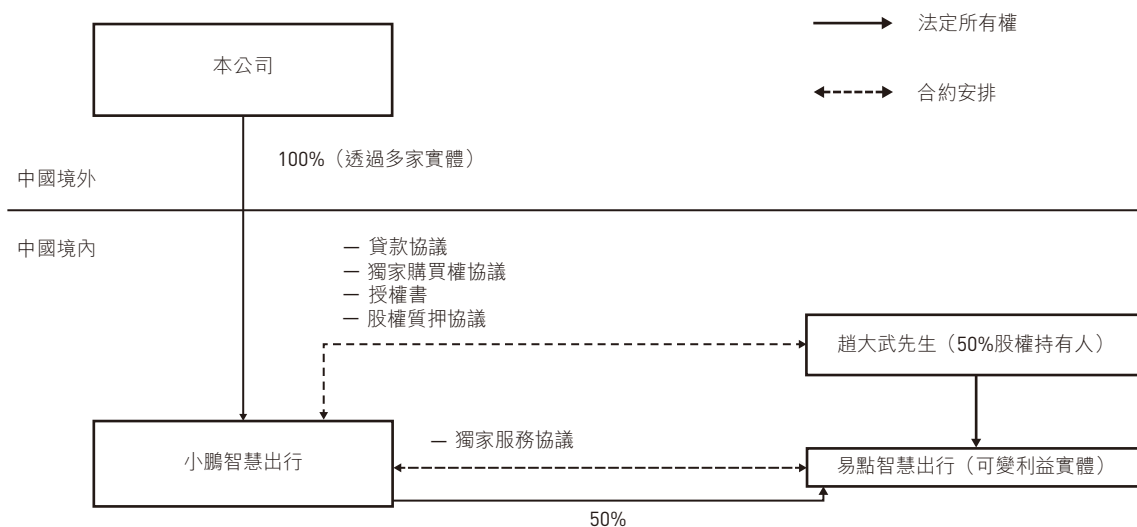 法定所有權
本公司
合約安排
100%（透過多家實體）
中國境外
中國境內
— 貸款協議
— 獨家購買權協議
— 授權書
— 股權質押協議
趙大武先生（50%股權持有人）
— 獨家服務協議
小鵬智慧出行
易點智慧出行（可變利益實體）
50%